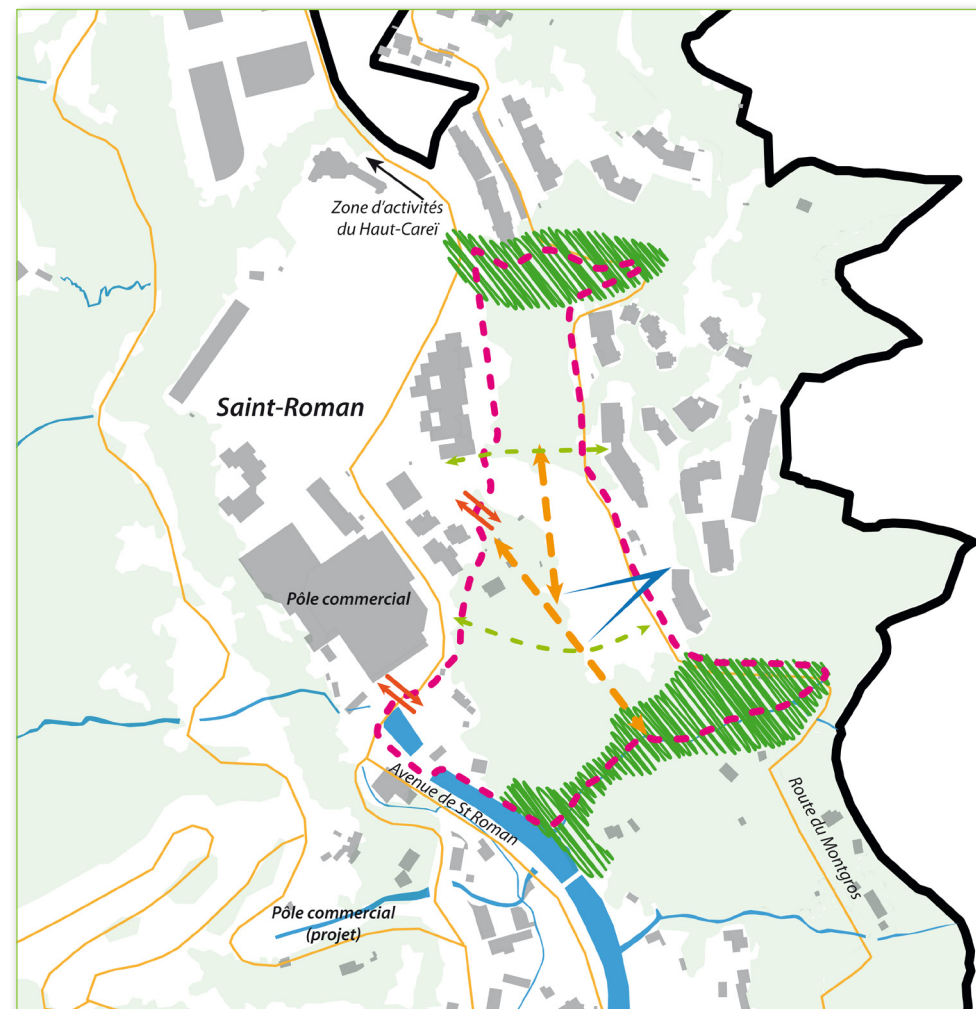 Zone d'activités
du Haut-Careï
Saint-Roman
Pôle commercial
Avenue de St Roman
Route du Montgros
Pôle commercial
(projet)